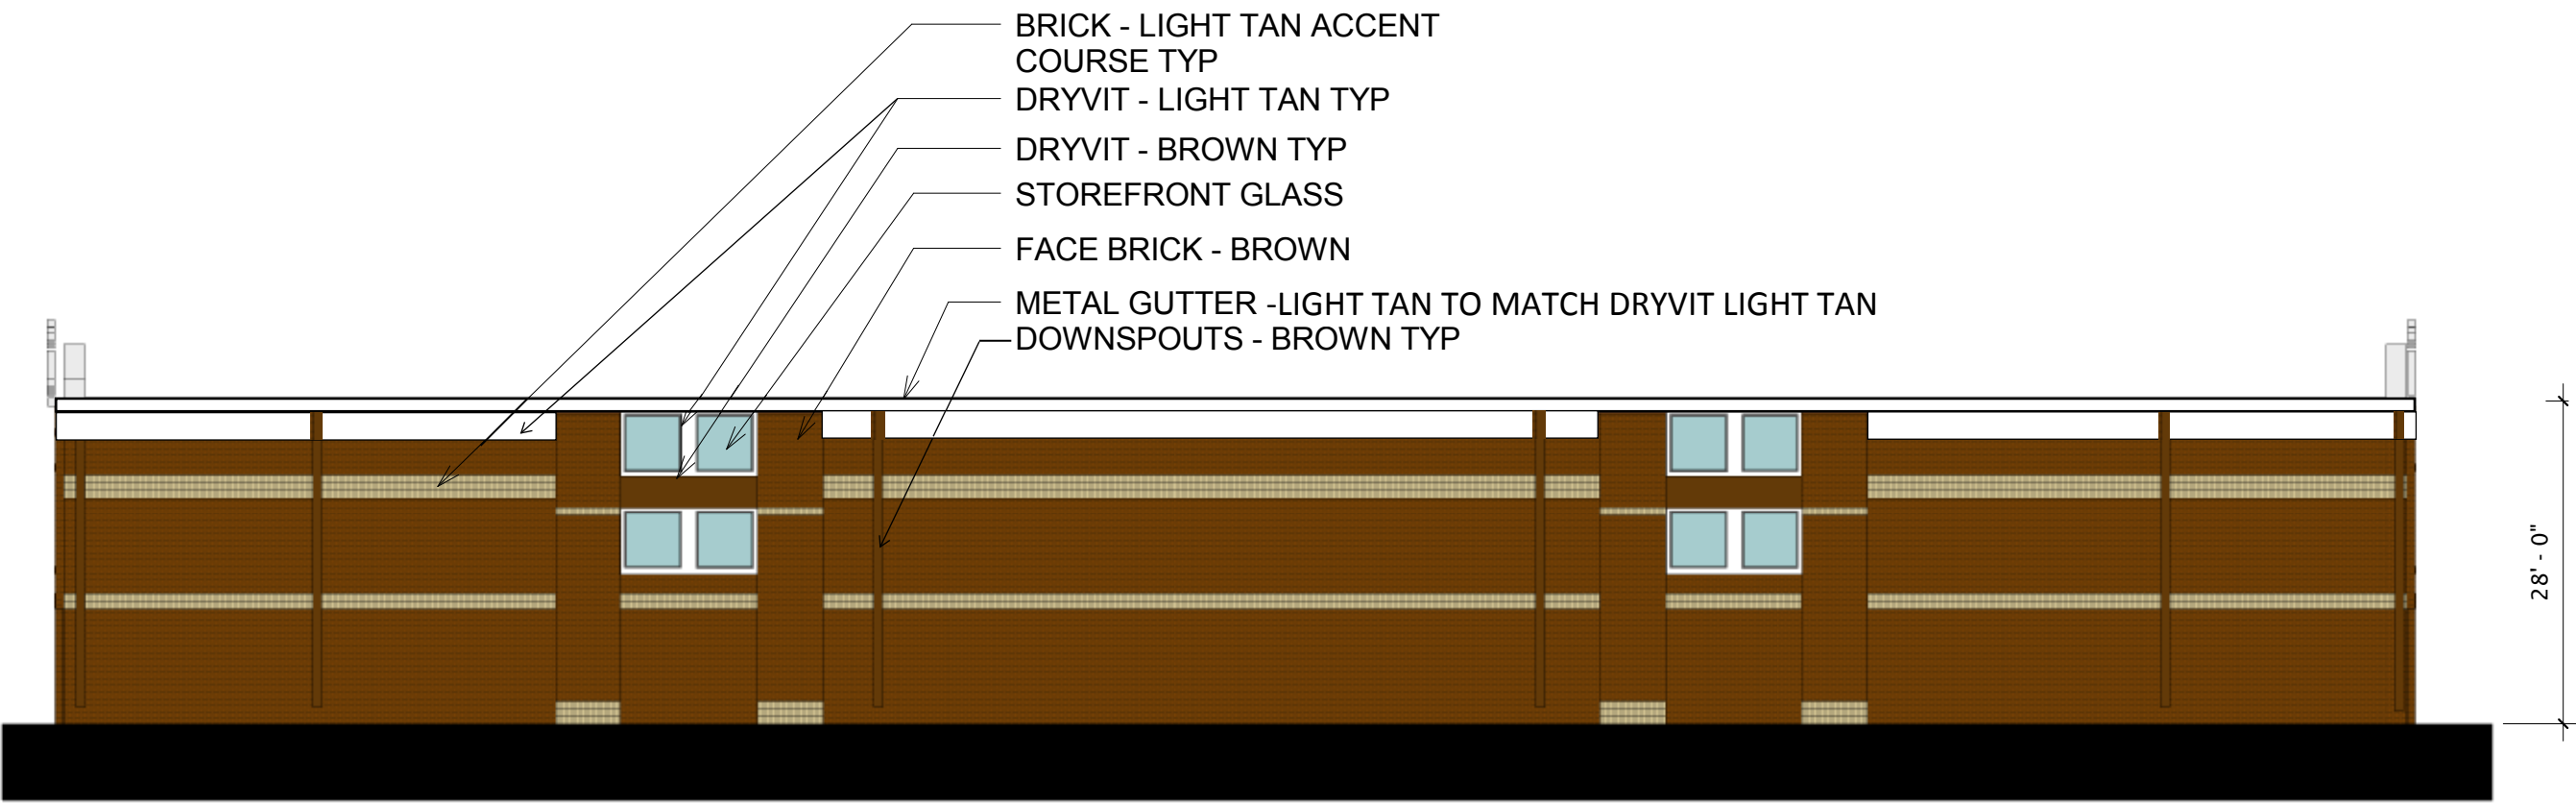 BRICK - LIGHT TAN ACCENT
COURSE TYP
DRYVIT - LIGHT TAN TYP
DRYVIT - BROWN TYP
STOREFRONT GLASS
FACE BRICK - BROWN
METAL GUTTER -LIGHT TAN TO MATCH DRYVIT LIGHT TAN
DOWNSPOUTS - BROWN TYP
28' - 0"